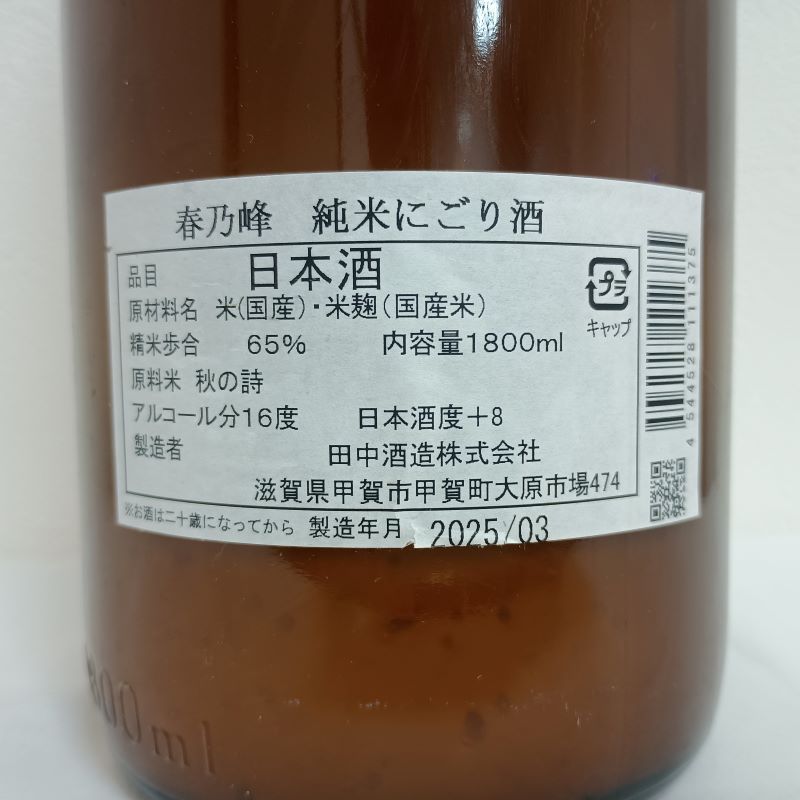 春乃峰　純米にごり酒
品目　日本酒
原材料名　米(国産)・米麹(国産米)
精米歩合　65%　内容量1800ml
原料米　秋の詩
アルコール分16度　日本酒度＋8
製造者　田中酒造株式会社
滋賀県甲賀市甲賀町大原市場474
※お酒は二十歳になってから　製造年月　2025/03
プラ
キャップ
4 544528 111375
800ml